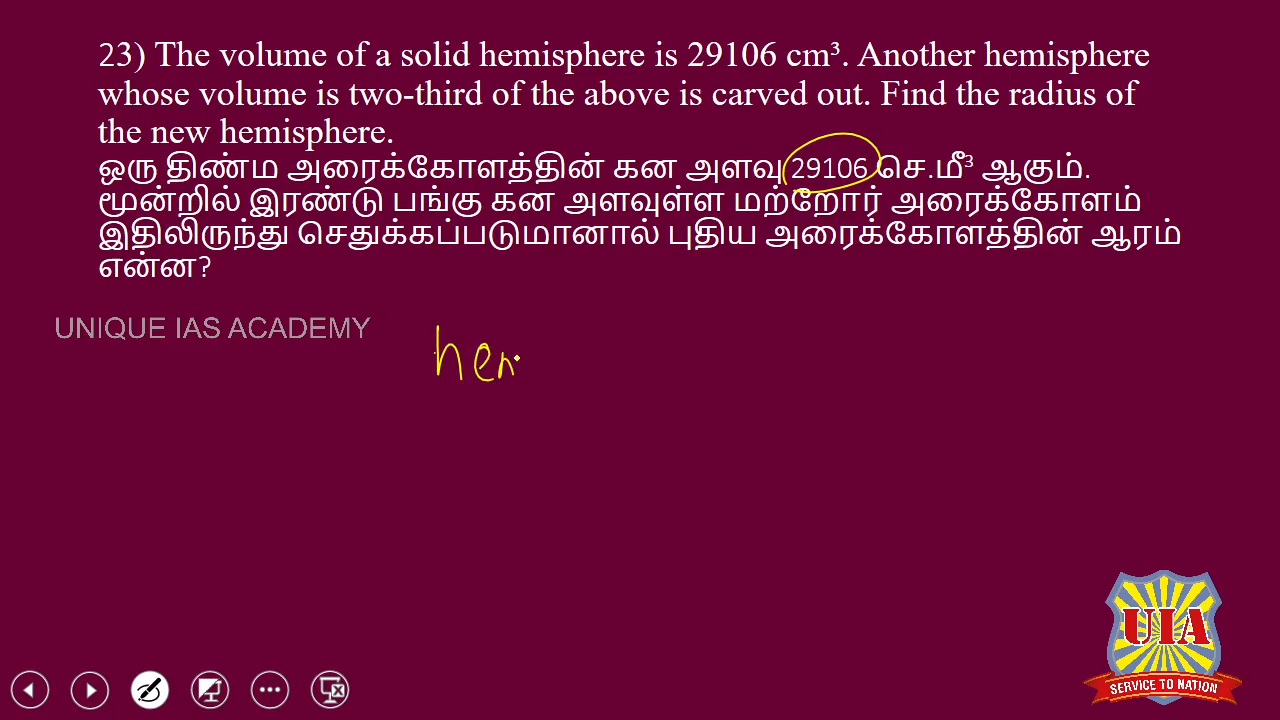 23) The volume of a solid hemisphere is 29106 cm³. Another hemisphere
whose volume is two-third of the above is carved out. Find the radius of
the new hemisphere.
ஒரு திண்ம அரைக்கோளத்தின் கன அளவு 29106 செ.மீ³ ஆகும்.
மூன்றில் இரண்டு பங்கு கன அளவுள்ள மற்றோர் அரைக்கோளம்
இதிலிருந்து செதுக்கப்படுமானால் புதிய அரைக்கோளத்தின் ஆரம்
என்ன?
UNIQUE IAS ACADEMY
UIA
SERVICE TO NATION